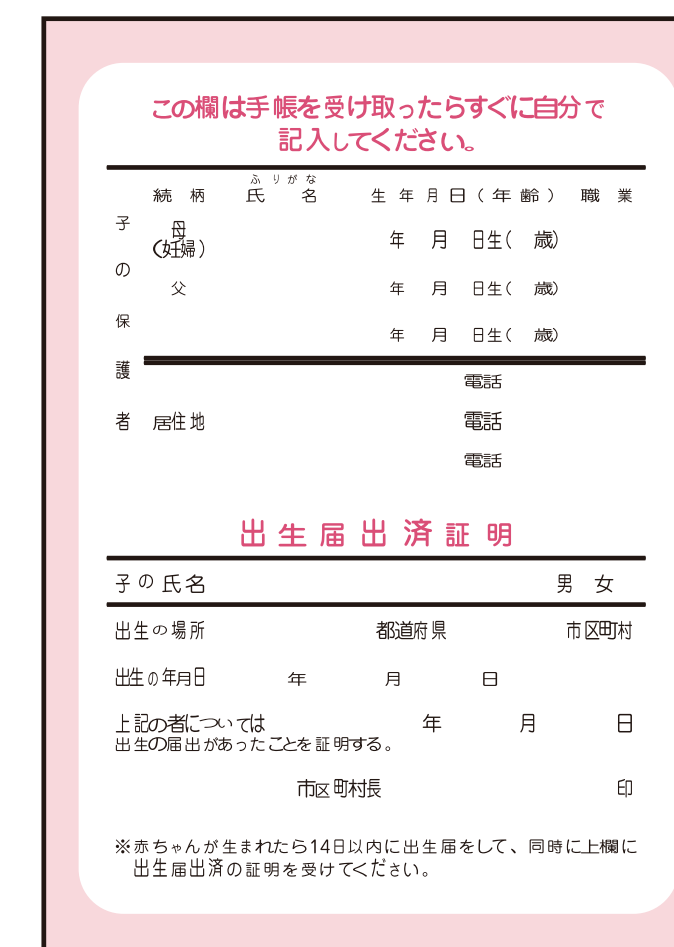 この欄は手帳を受け取ったらすぐに自分で
記入してください。
ふりがな
続柄 氏名 生年月日(年齢) 職業
子の保護者
母
(妊婦) 年 月 日生( 歳)
父 年 月 日生( 歳)
年 月 日生( 歳)
電話
居住地 電話
電話
出生届出済証明
子の氏名 男 女
出生の場所 都道府県 市区町村
出生の年月日 年 月 日
上記の者については 年 月 日
出生の届出があったことを証明する。
市区町村長 印
※赤ちゃんが生まれたら14日以内に出生届をして、同時に上欄に
出生届出済の証明を受けてください。